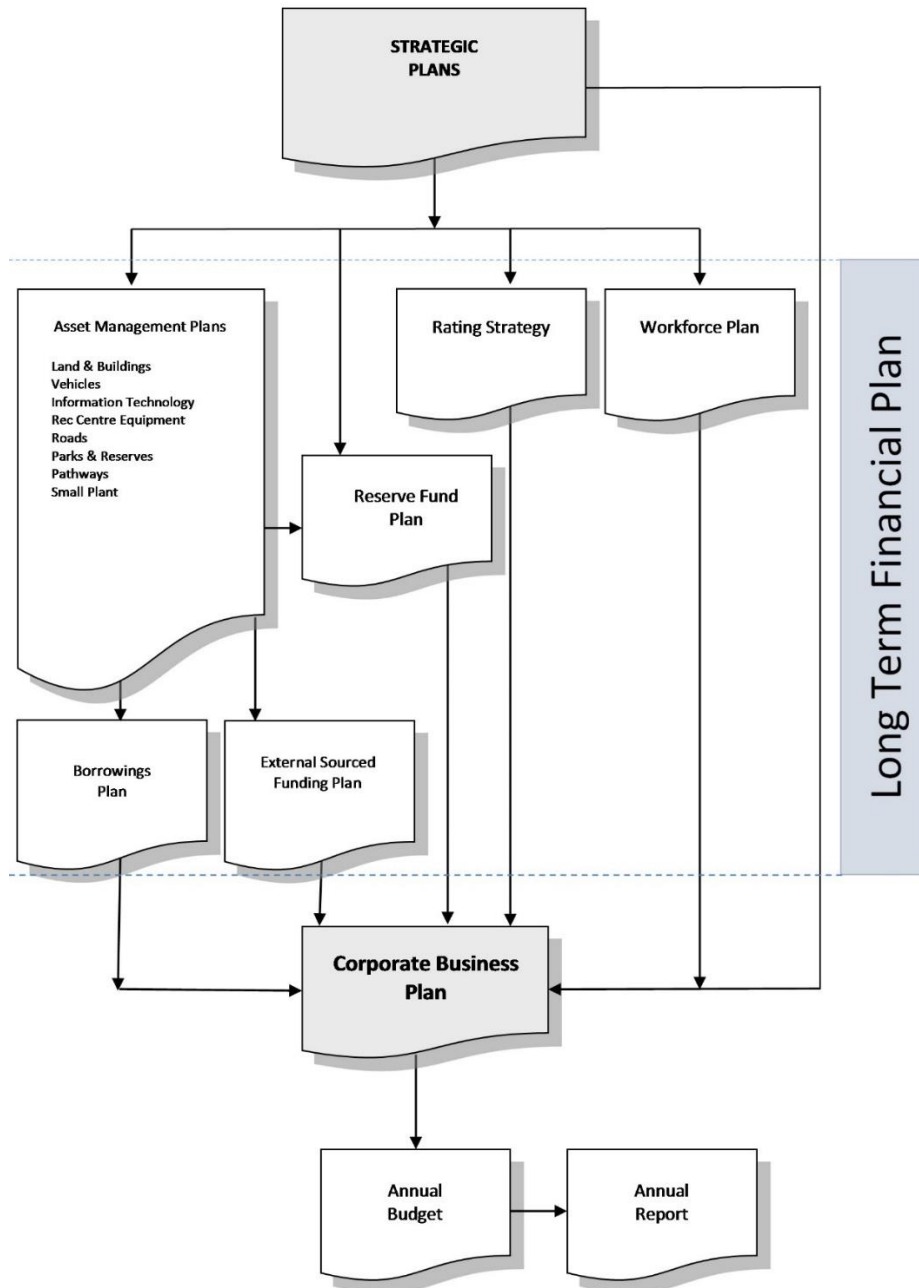 STRATEGIC
PLANS
Asset Management Plans
Land & Buildings
Vehicles
Information Technology
Rec Centre Equipment
Roads
Parks & Reserves
Pathways
Small Plant
Rating Strategy
Workforce Plan
Reserve Fund
Plan
Long Term Financial Plan
Borrowings
Plan
External Sourced
Funding Plan
Corporate Business
Plan
Annual
Budget
Annual
Report